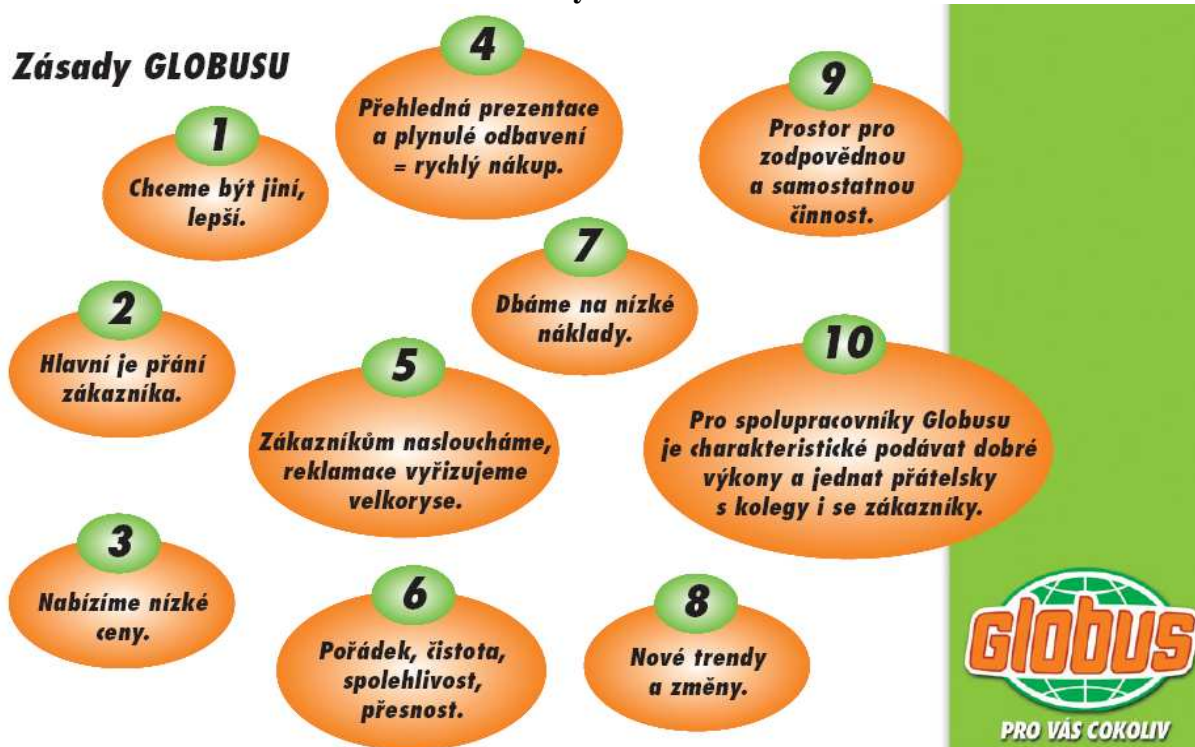 Zásady GLOBUSU
1
Chceme být jiní,
lepší.
2
Hlavní je přání
zákazníka.
3
Nabízíme nízké
ceny.
4
Přehledná prezentace
a plynulé odbavení
= rychlý nákup.
5
Zákazníkům nasloucháme,
reklamace vyřizujeme
velkoryse.
6
Pořádek, čistota,
spolehlivost,
přesnost.
7
Dbáme na nízké
náklady.
8
Nové trendy
a změny.
9
Prostor pro
zodpovědnou
a samostatnou
činnost.
10
Pro spolupracovníky Globusu
je charakteristické podávat dobré
výkony a jednat přátelsky
s kolegy i se zákazníky.
Globus
PRO VÁS COKOLIV